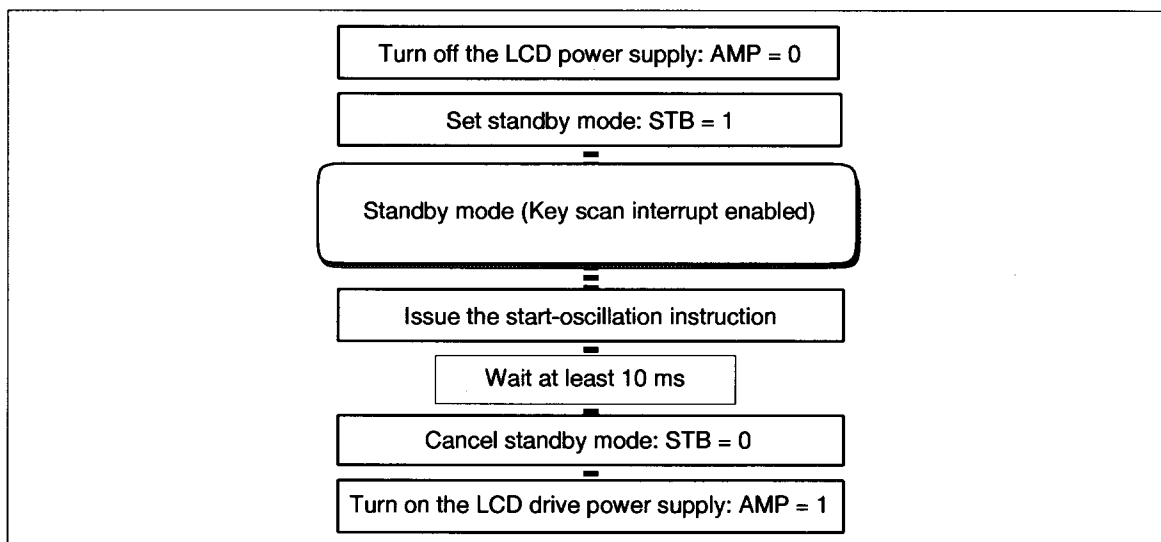 Turn off the LCD power supply: AMP = 0
Set standby mode: STB = 1
Standby mode (Key scan interrupt enabled)
Issue the start-oscillation instruction
Wait at least 10 ms
Cancel standby mode: STB = 0
Turn on the LCD drive power supply: AMP = 1